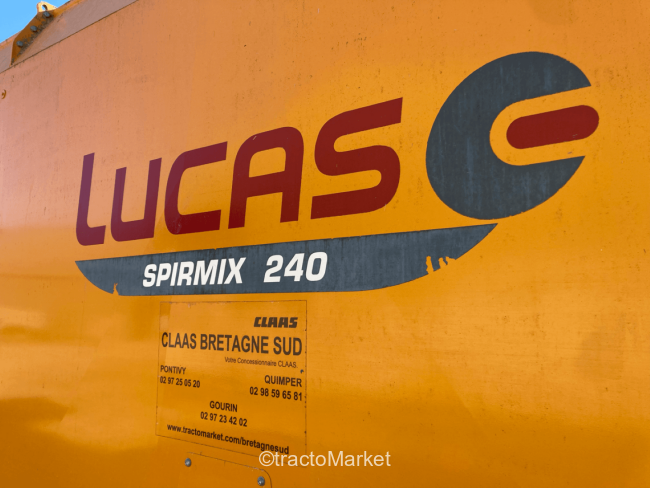 LUCAS G
SPIRMIX 240
CLAAS
CLAAS BRETAGNE SUD
Votre Concessionnaire CLAAS
PONTIVY
02 97 25 05 20
QUIMPER
02 98 59 65 81
GOURIN
02 97 23 42 02
www.tractomarket.com/bretagnesud
©tractoMarket